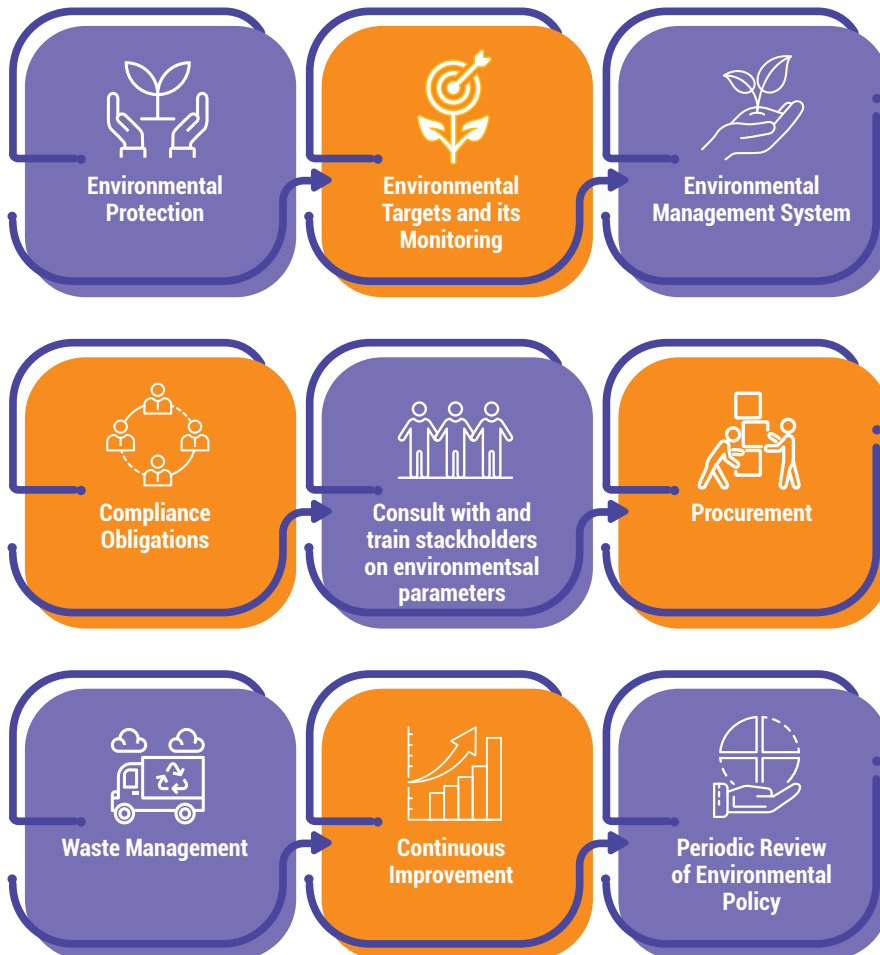 Environmental
Protection
Environmental
Targets and its
Monitoring
Environmental
Management System
Compliance
Obligations
Consult with and
train stackholders
on environmentsal
parameters
Procurement
Waste Management
Continuous
Improvement
Periodic Review
of Environmental
Policy